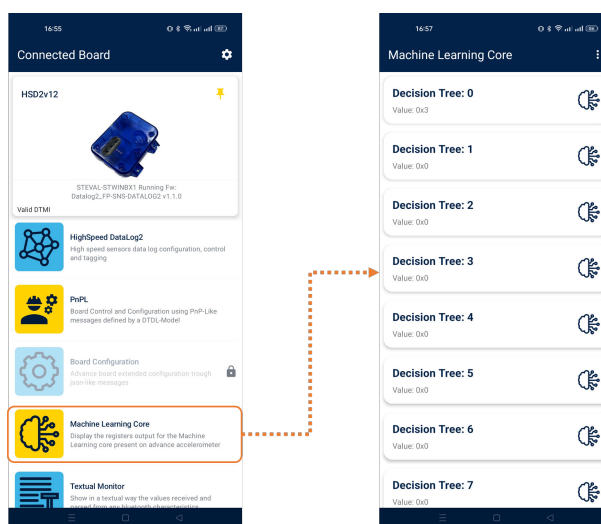 16:55
87
Connected Board
HSD2v12
STEVAL-STWINBX1 Running Fw:
Datalog2_FP-SNS-DATALOG2 v1.1.0
Valid DTMI
HighSpeed DataLog2
High speed sensors data log configuration, control
and tagging
PnPL
Board Control and Configuration using PnP-Like
messages defined by a DTDL-Model
Board Configuration
Advance board extended configuration trough
json-like messages
Machine Learning Core
Display the registers output for the Machine
Learning core present on advance accelerometer
Textual Monitor
Show in a textual way the values received and
parsed from any bluetooth characteristics
16:57
Machine Learning Core
Decision Tree: 0
Value: 0x3
Decision Tree: 1
Value: 0x0
Decision Tree: 2
Value: 0x0
Decision Tree: 3
Value: 0x0
Decision Tree: 4
Value: 0x0
Decision Tree: 5
Value: 0x0
Decision Tree: 6
Value: 0x0
Decision Tree: 7
Value: 0x0